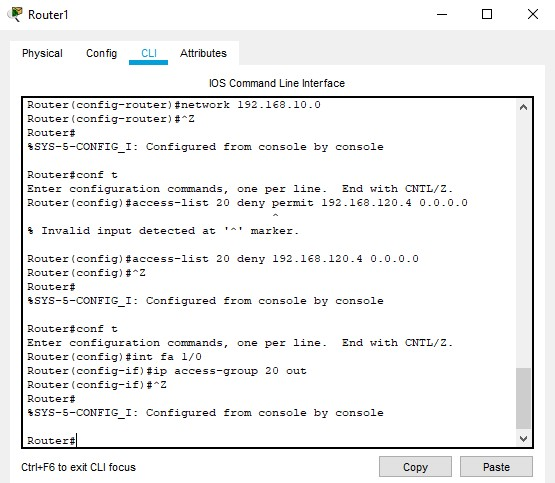 Router1
Physical Config CLI Attributes
IOS Command Line Interface
Router(config-router)#network 192.168.10.0
Router(config-router)#^Z
Router#
%SYS-5-CONFIG_I: Configured from console by console
Router#conf t
Enter configuration commands, one per line.  End with CNTL/Z.
Router(config)#access-list 20 deny permit 192.168.120.4 0.0.0.0
^
% Invalid input detected at '^' marker.
Router(config)#access-list 20 deny 192.168.120.4 0.0.0.0
Router(config)#^Z
Router#
%SYS-5-CONFIG_I: Configured from console by console
Router#conf t
Enter configuration commands, one per line.  End with CNTL/Z.
Router(config)#int fa 1/0
Router(config-if)#ip access-group 20 out
Router(config-if)#^Z
Router#
%SYS-5-CONFIG_I: Configured from console by console
Router#
Ctrl+F6 to exit CLI focus
Copy Paste